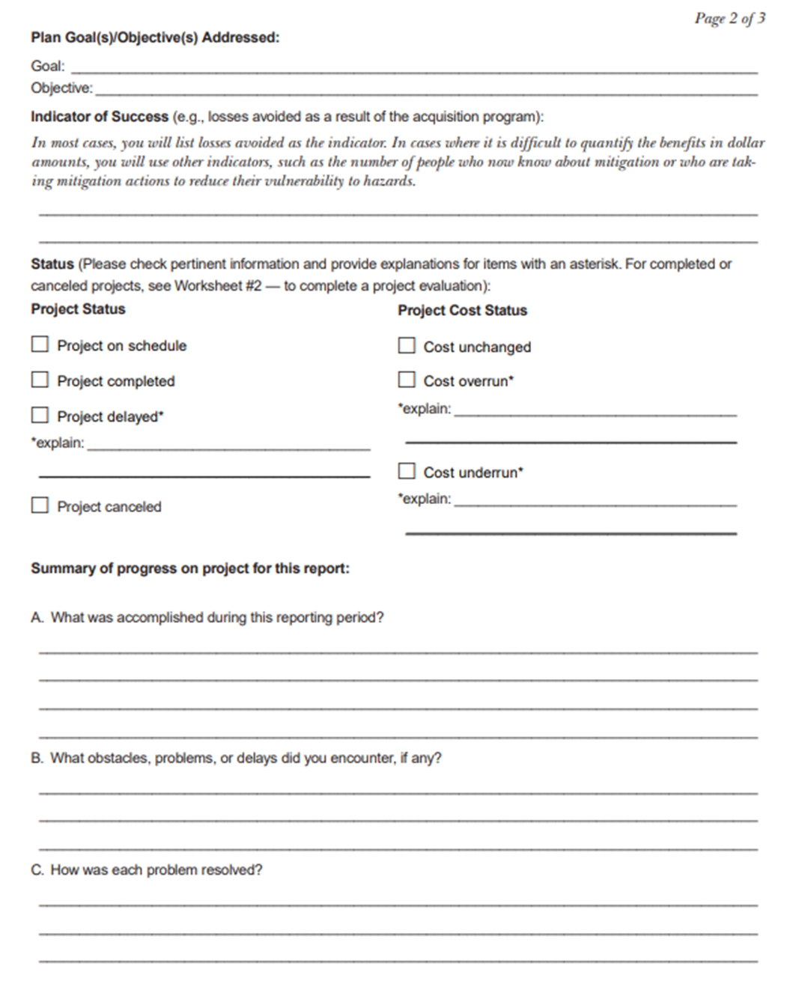 Page 2 of 3
Plan Goal(s)/Objective(s) Addressed:
Goal:
Objective:
Indicator of Success (e.g., losses avoided as a result of the acquisition program):
In most cases, you will list losses avoided as the indicator. In cases where it is difficult to quantify the benefits in dollar
amounts, you will use other indicators, such as the number of people who now know about mitigation or who are tak-
ing mitigation actions to reduce their vulnerability to hazards.
Status (Please check pertinent information and provide explanations for items with an asterisk. For completed or
canceled projects, see Worksheet #2 — to complete a project evaluation):
Project Status
Project on schedule
Project completed
Project delayed*
*explain:
Project canceled
Project Cost Status
Cost unchanged
Cost overrun*
*explain:
Cost underrun*
*explain:
Summary of progress on project for this report:
A. What was accomplished during this reporting period?
B. What obstacles, problems, or delays did you encounter, if any?
C. How was each problem resolved?